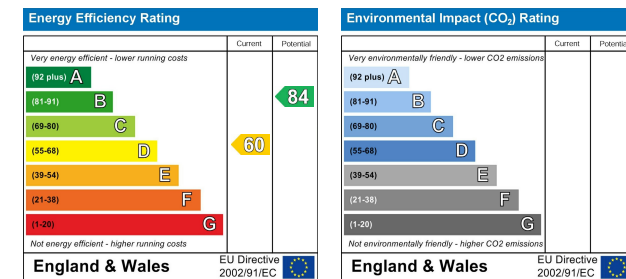 Energy Efficiency Rating
Current Potential
Very energy efficient - lower running costs
(92 plus) A
(81-91) B
84
(69-80) C
(55-68) D
60
(39-54) E
(21-38) F
(1-20) G
Not energy efficient - higher running costs
England & Wales
EU Directive
2002/91/EC
Environmental Impact (CO₂) Rating
Current Potential
Very environmentally friendly - lower CO2 emissions
(92 plus) A
(81-91) B
(69-80) C
(55-68) D
(39-54) E
(21-38) F
(1-20) G
Not environmentally friendly - higher CO2 emissions
England & Wales
EU Directive
2002/91/EC